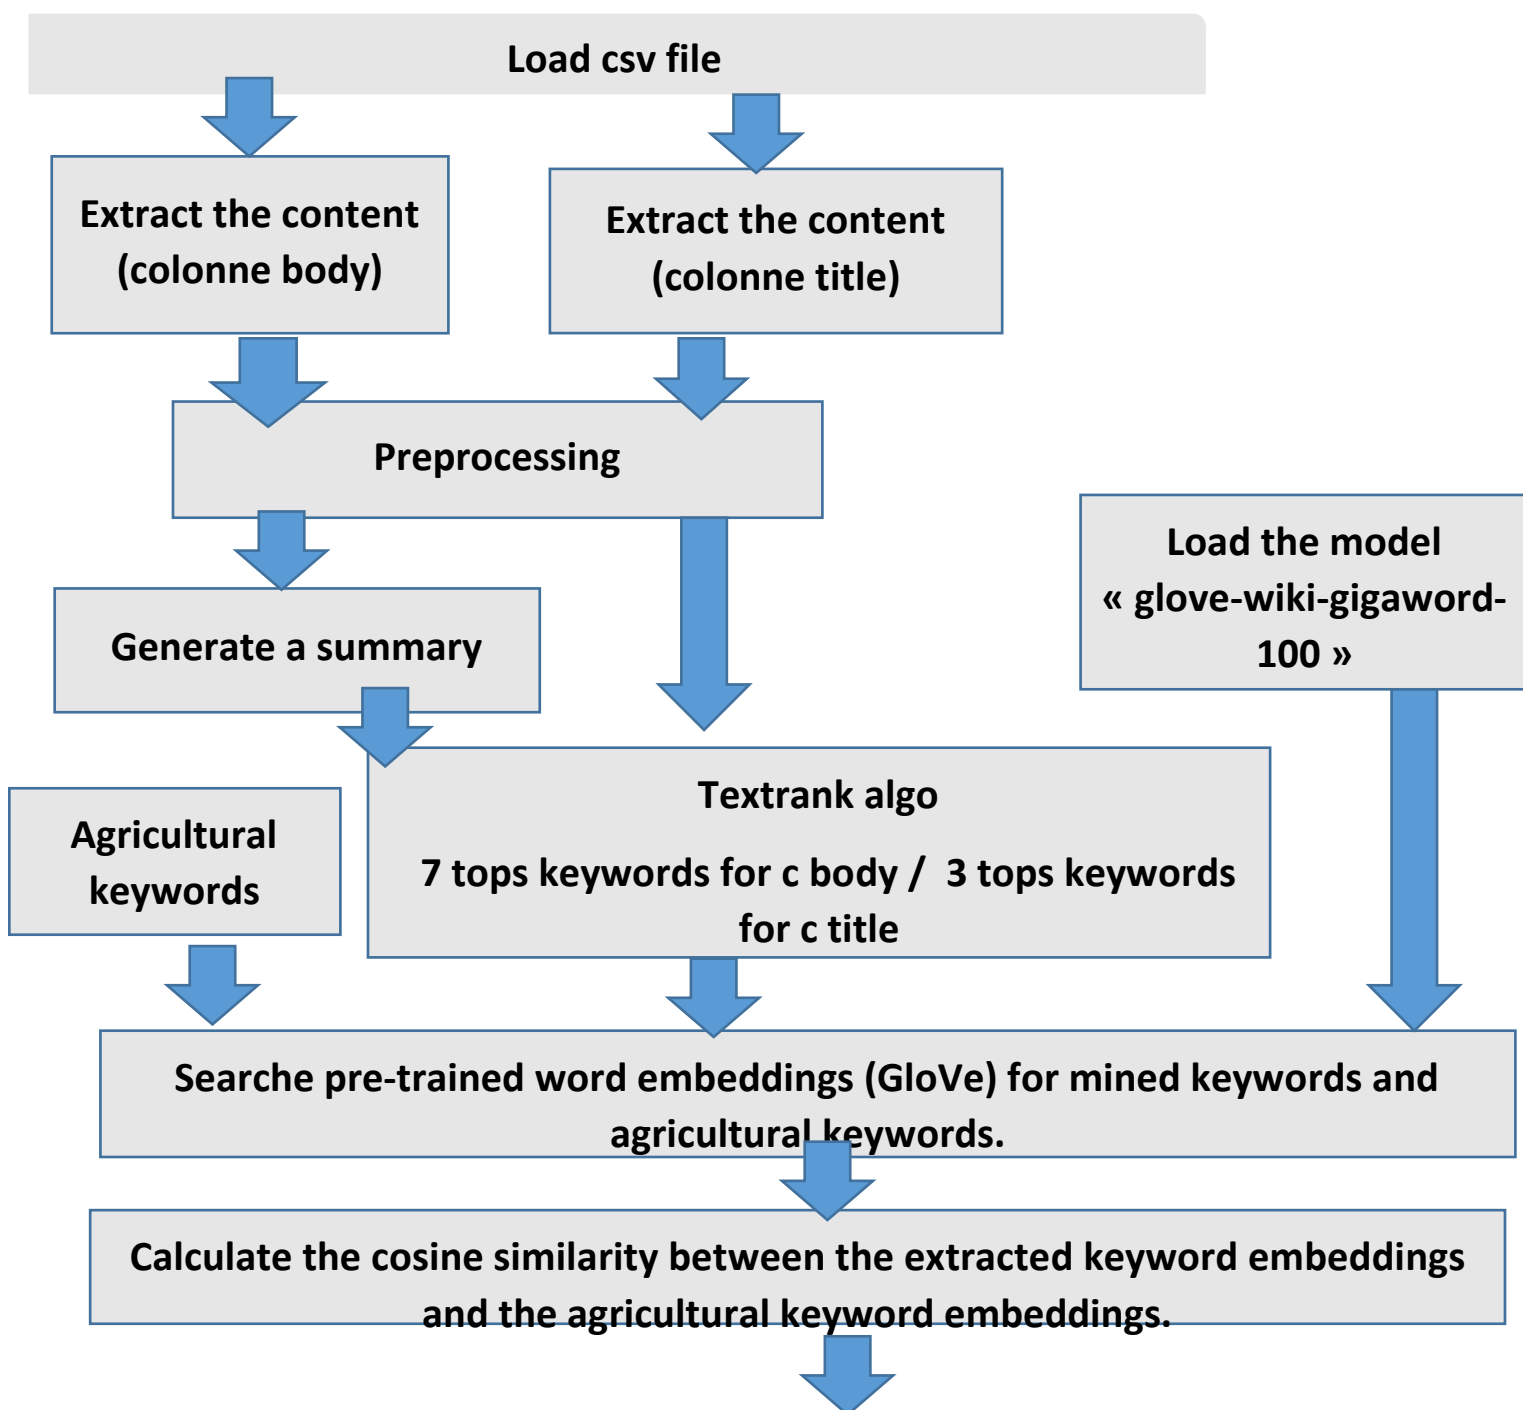 Load csv file
Extract the content
(colonne body)
Extract the content
(colonne title)
Preprocessing
Load the model
« glove-wiki-gigaword-
100 »
Generate a summary
Textrank algo
7 tops keywords for c body /  3 tops keywords
for c title
Agricultural
keywords
Searche pre-trained word embeddings (GloVe) for mined keywords and
agricultural keywords.
Calculate the cosine similarity between the extracted keyword embeddings
and the agricultural keyword embeddings.